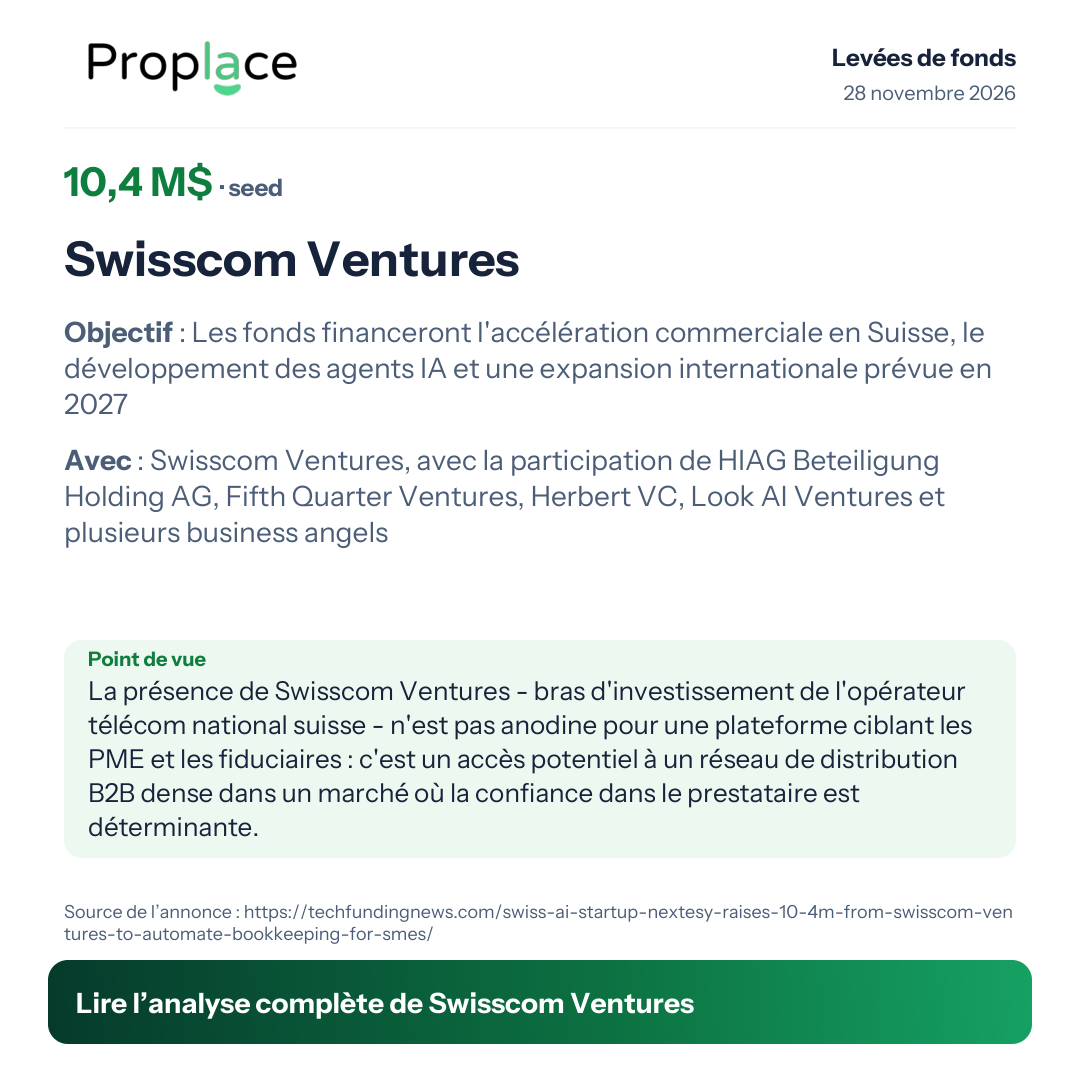 Proplace
Levées de fonds
28 novembre 2026
10,4 M$ · seed
Swisscom Ventures
Objectif : Les fonds financeront l'accélération commerciale en Suisse, le
développement des agents IA et une expansion internationale prévue en
2027
Avec : Swisscom Ventures, avec la participation de HIAG Beteiligung
Holding AG, Fifth Quarter Ventures, Herbert VC, Look AI Ventures et
plusieurs business angels
Point de vue
La présence de Swisscom Ventures - bras d'investissement de l'opérateur
télécom national suisse - n'est pas anodine pour une plateforme ciblant les
PME et les fiduciaires : c'est un accès potentiel à un réseau de distribution
B2B dense dans un marché où la confiance dans le prestataire est
déterminante.
Source de l’annonce : https://techfundingnews.com/swiss-ai-startup-nextesy-raises-10-4m-from-swisscom-ven
tures-to-automate-bookkeeping-for-smes/
Lire l’analyse complète de Swisscom Ventures